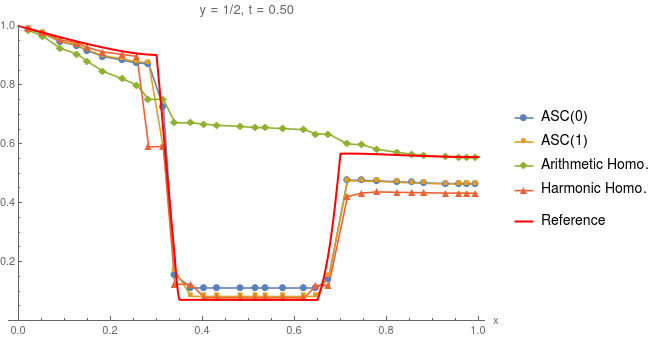 y = 1/2, t = 0.50
1.0
0.8
0.6
0.4
0.2
0.0
0.2
0.4
0.6
0.8
1.0
x
ASC(0)
ASC(1)
Arithmetic Homo.
Harmonic Homo.
Reference